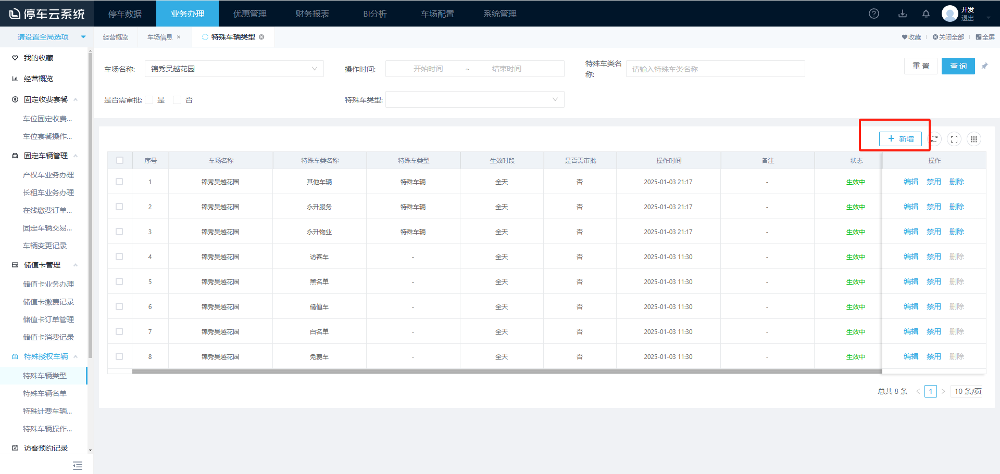 停车云系统 停车数据 业务办理 优惠管理 财务报表 BI分析 车场配置 系统管理 开发
退出
请设置全局选项 经营概览 车场信息 特殊车辆类型 收藏 关闭全部 全屏
我的收藏
经营概览
固定收费套餐
车位固定收费...
车位套餐操作...
固定车辆管理
产权车业务办理
长租车业务办理
在线缴费订单...
固定车辆交易...
车辆变更记录
储值卡管理
储值卡业务办理
储值卡缴费记录
储值卡订单管理
储值卡消费记录
特殊授权车辆
特殊车辆类型
特殊车辆名单
特殊计费车辆...
特殊车辆操作...
访客预约记录
车场名称: 锦秀吴越花园 操作时间: 开始时间 ~ 结束时间 特殊车类名称: 请输入特殊车类名称 重 置 查 询
是否需审批: 是 否 特殊车类型:
+ 新增
序号 车场名称 特殊车类名称 特殊车类型 生效时段 是否需审批 操作时间 备注 状态 操作
1 锦秀吴越花园 其他车辆 特殊车辆 全天 否 2025-01-03 21:17 - 生效中 编辑 禁用 删除
2 锦秀吴越花园 永升服务 特殊车辆 全天 否 2025-01-03 21:17 - 生效中 编辑 禁用 删除
3 锦秀吴越花园 永升物业 特殊车辆 全天 否 2025-01-03 21:17 - 生效中 编辑 禁用 删除
4 锦秀吴越花园 访客车 - 全天 否 2025-01-03 11:30 - 生效中 编辑 禁用 删除
5 锦秀吴越花园 黑名单 - 全天 否 2025-01-03 11:30 - 生效中 编辑 禁用 删除
6 锦秀吴越花园 储值车 - 全天 否 2025-01-03 11:30 - 生效中 编辑 禁用 删除
7 锦秀吴越花园 白名单 - 全天 否 2025-01-03 11:30 - 生效中 编辑 禁用 删除
8 锦秀吴越花园 免费车 - 全天 否 2025-01-03 11:30 - 生效中 编辑 禁用 删除
总共 8 条 < 1 > 10 条/页